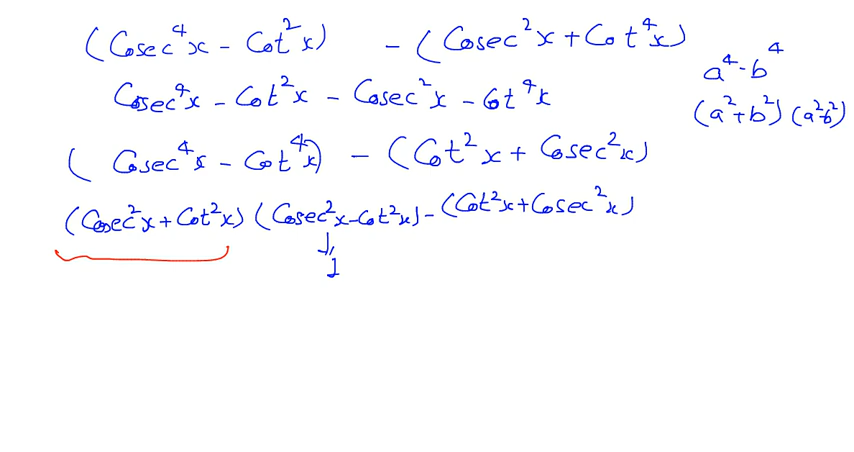 (Cosec⁴x - Cot²x) - (Cosec²x + Cot⁴x)
a⁴ - b⁴
Cosec⁴x - Cot²x - Cosec²x - Cot⁴x
(a² + b²) (a² b²)
(Cosec⁴x - Cot⁴x) - (Cot²x + Cosec²x)
(Cosec²x + Cot²x) (Cosec²x - Cot²x) - (Cot²x + Cosec²x)
↓
1